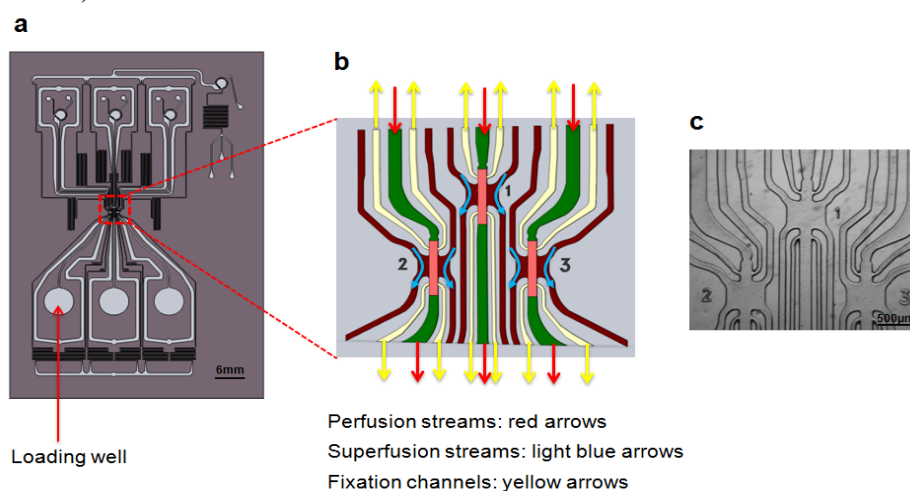 a
b
c
1
2
3
1
2
3
500µm
6mm
Loading well
Perfusion streams: red arrows
Superfusion streams: light blue arrows
Fixation channels: yellow arrows